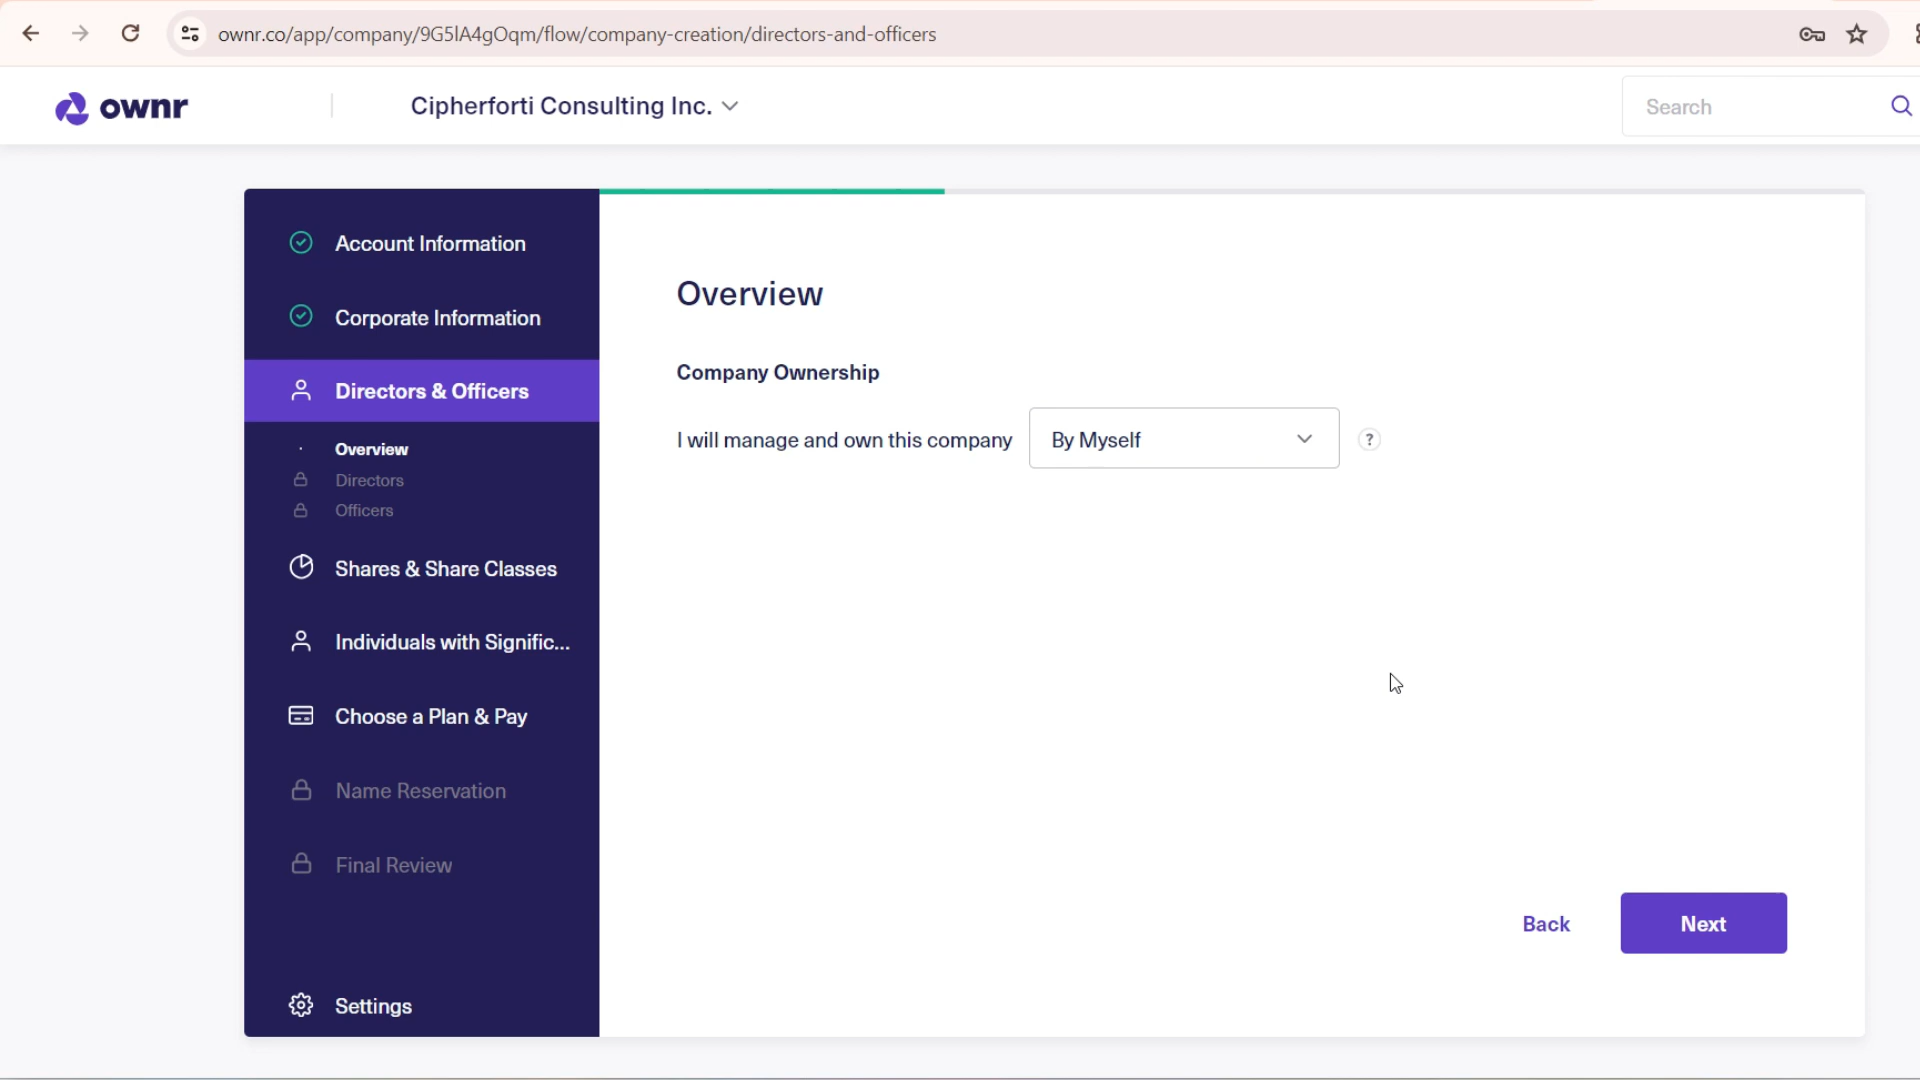 ownr.co/app/company/9G5lA4gOqm/flow/company-creation/directors-and-officers
ownr
Cipherforti Consulting Inc.
Search
Account Information
Corporate Information
Directors & Officers
Overview
Directors
Officers
Shares & Share Classes
Individuals with Signific...
Choose a Plan & Pay
Name Reservation
Final Review
Settings
Overview
Company Ownership
I will manage and own this company By Myself ?
Back Next